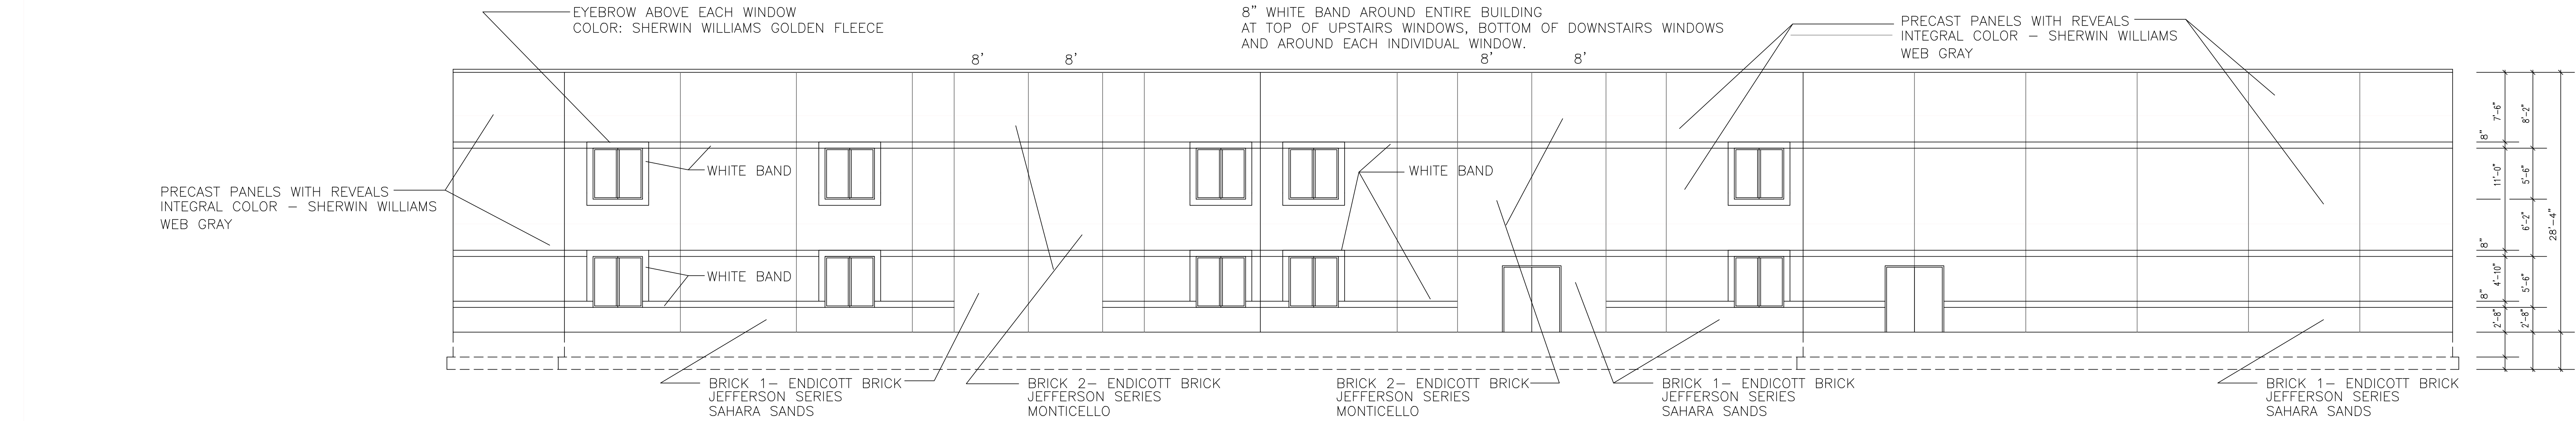 EYEBROW ABOVE EACH WINDOW
COLOR: SHERWIN WILLIAMS GOLDEN FLEECE
8" WHITE BAND AROUND ENTIRE BUILDING
AT TOP OF UPSTAIRS WINDOWS, BOTTOM OF DOWNSTAIRS WINDOWS
AND AROUND EACH INDIVIDUAL WINDOW.
PRECAST PANELS WITH REVEALS
INTEGRAL COLOR – SHERWIN WILLIAMS
WEB GRAY
8'
8'
8'
8'
WHITE BAND
WHITE BAND
PRECAST PANELS WITH REVEALS
INTEGRAL COLOR – SHERWIN WILLIAMS
WEB GRAY
WHITE BAND
7'-6"
8'-2"
8"
11'-0"
5'-6"
6'-2"
28'-4"
8"
4'-10"
5'-6"
8"
2'-8"
2'-8"
BRICK 1– ENDICOTT BRICK
JEFFERSON SERIES
SAHARA SANDS
BRICK 2– ENDICOTT BRICK
JEFFERSON SERIES
MONTICELLO
BRICK 2– ENDICOTT BRICK
JEFFERSON SERIES
MONTICELLO
BRICK 1– ENDICOTT BRICK
JEFFERSON SERIES
SAHARA SANDS
BRICK 1– ENDICOTT BRICK
JEFFERSON SERIES
SAHARA SANDS